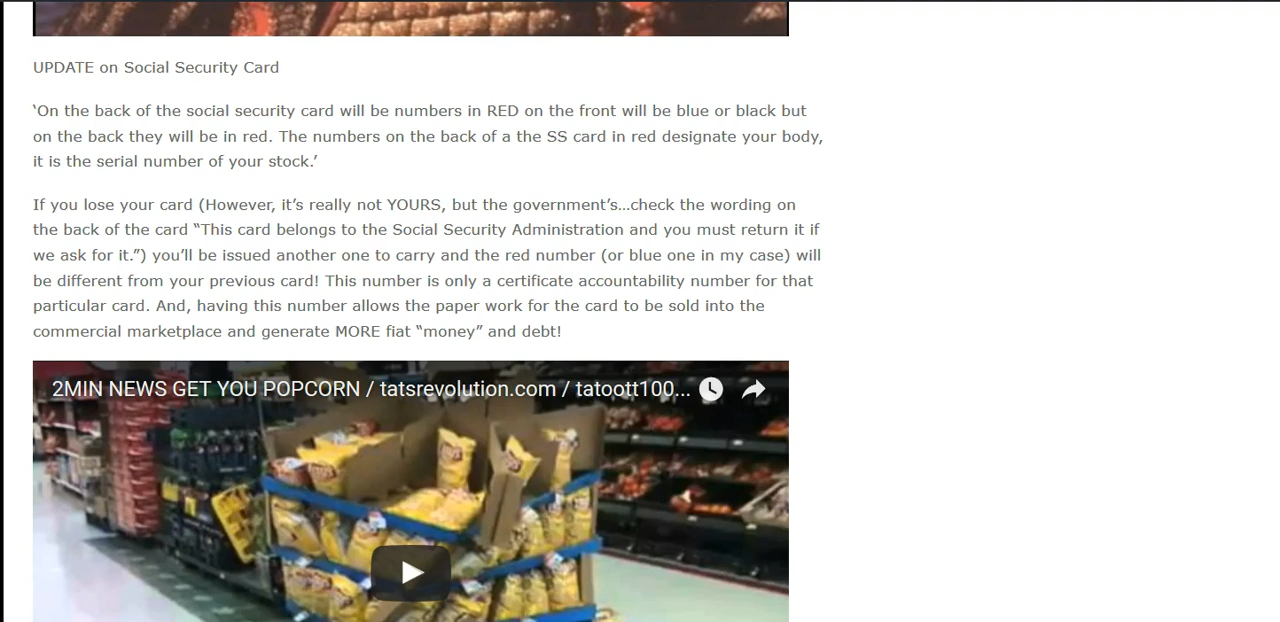 UPDATE on Social Security Card
‘On the back of the social security card will be numbers in RED on the front will be blue or black but
on the back they will be in red. The numbers on the back of a the SS card in red designate your body,
it is the serial number of your stock.’
If you lose your card (However, it’s really not YOURS, but the government’s…check the wording on
the back of the card “This card belongs to the Social Security Administration and you must return it if
we ask for it.”) you’ll be issued another one to carry and the red number (or blue one in my case) will
be different from your previous card! This number is only a certificate accountability number for that
particular card. And, having this number allows the paper work for the card to be sold into the
commercial marketplace and generate MORE fiat “money” and debt!
2MIN NEWS GET YOU POPCORN / tatsrevolution.com / tatoott100...